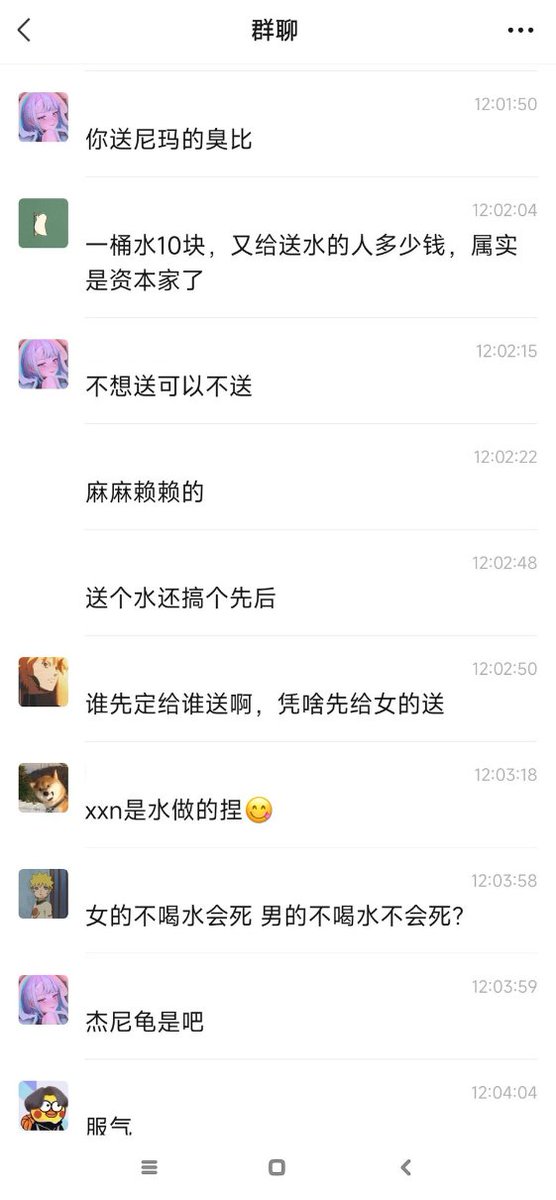 群聊
12:01:50
你送尼玛的臭比
12:02:04
一桶水10块，又给送水的人多少钱，属实
是资本家了
12:02:15
不想送可以不送
12:02:22
麻麻赖赖的
12:02:48
送个水还搞个先后
12:02:50
谁先定给谁送啊，凭啥先给女的送
12:03:18
xxn是水做的捏😋
12:03:58
女的不喝水会死 男的不喝水不会死?
12:03:59
杰尼龟是吧
12:04:04
服气